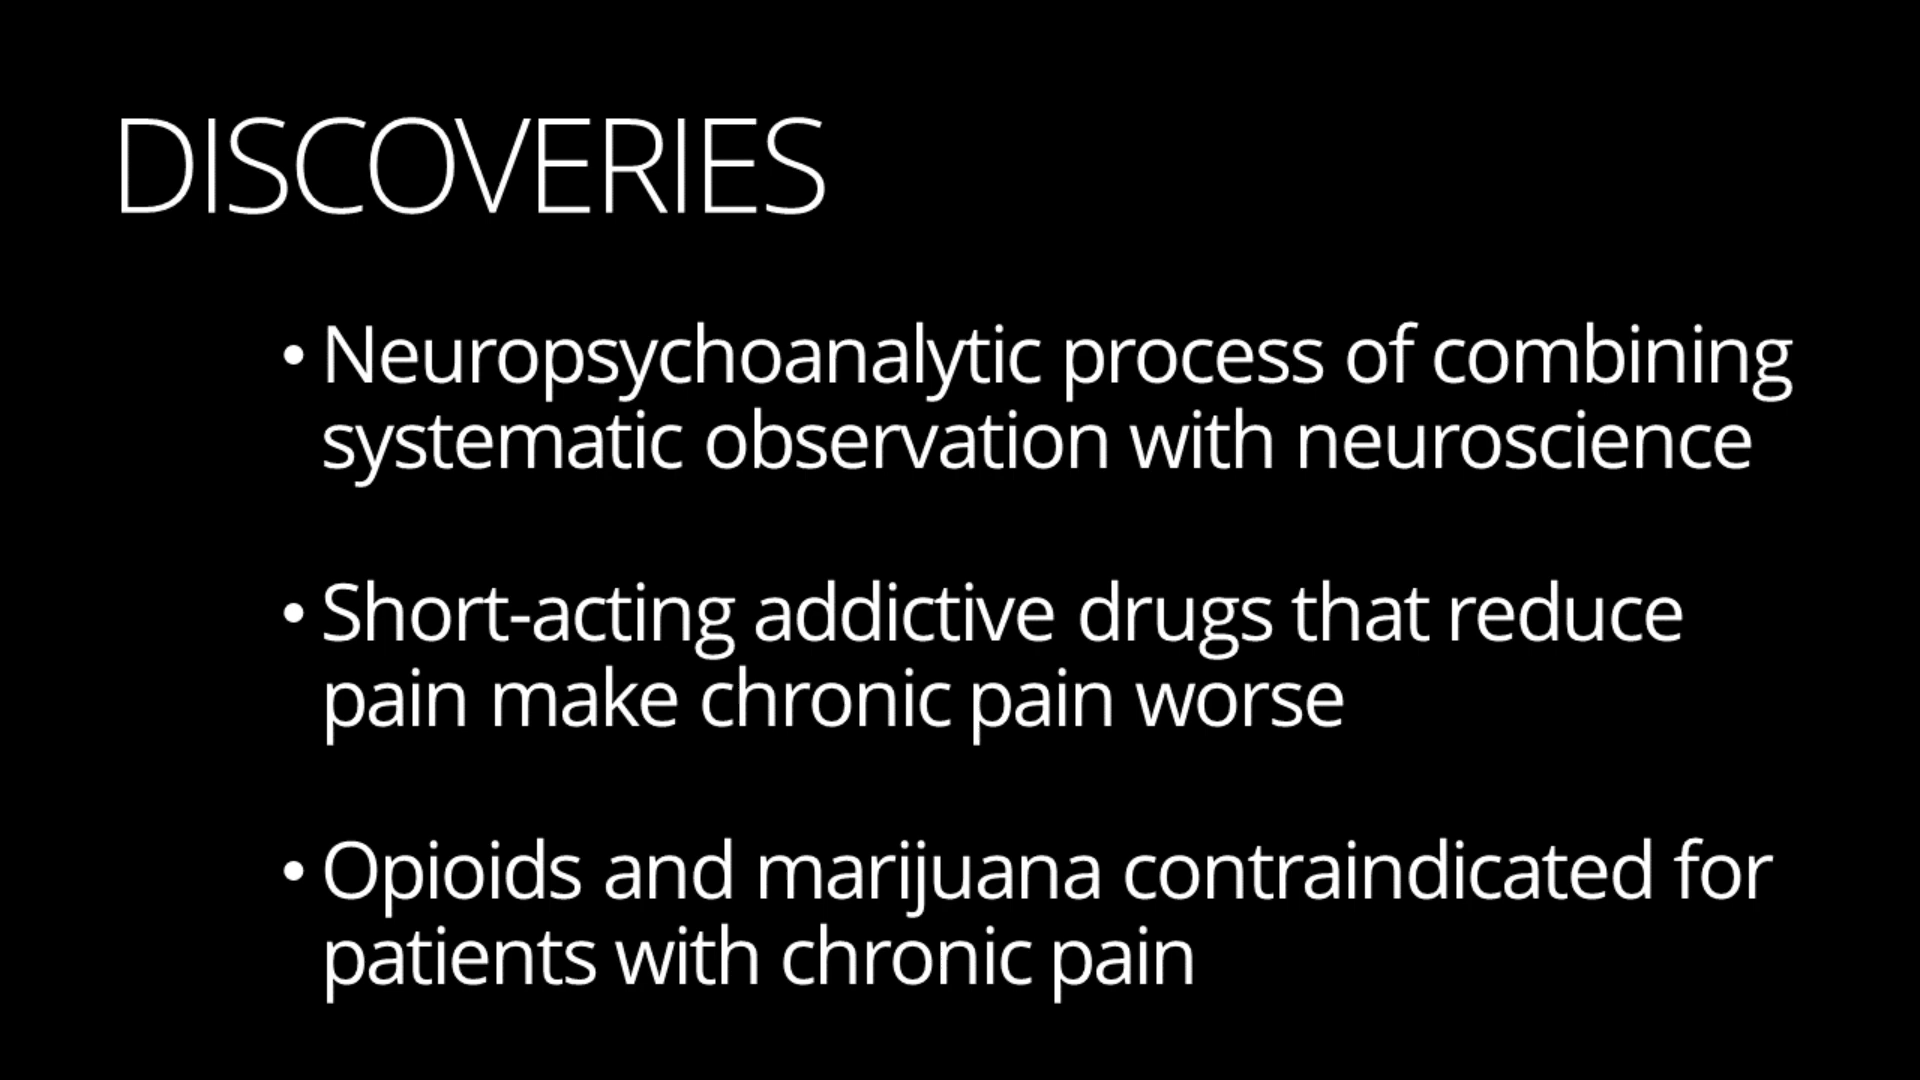 DISCOVERIES
• Neuropsychoanalytic process of combining
systematic observation with neuroscience
• Short-acting addictive drugs that reduce
pain make chronic pain worse
• Opioids and marijuana contraindicated for
patients with chronic pain